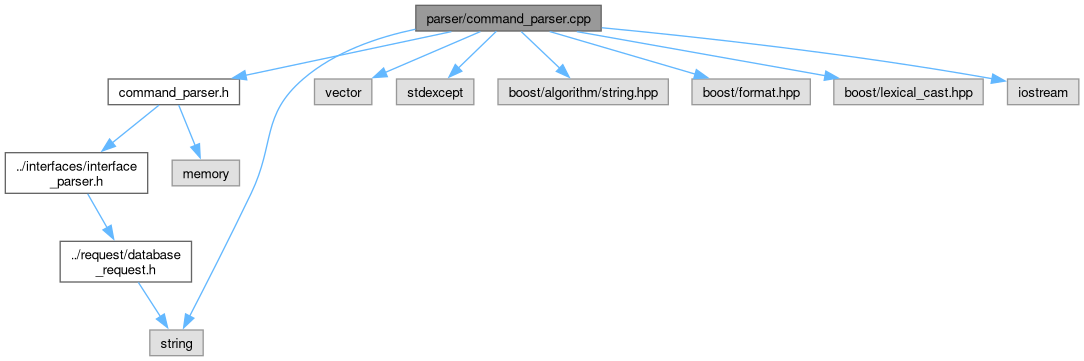 parser/command_parser.cpp
command_parser.h
vector
stdexcept
boost/algorithm/string.hpp
boost/format.hpp
boost/lexical_cast.hpp
iostream
../interfaces/interface
_parser.h
memory
../request/database
_request.h
string